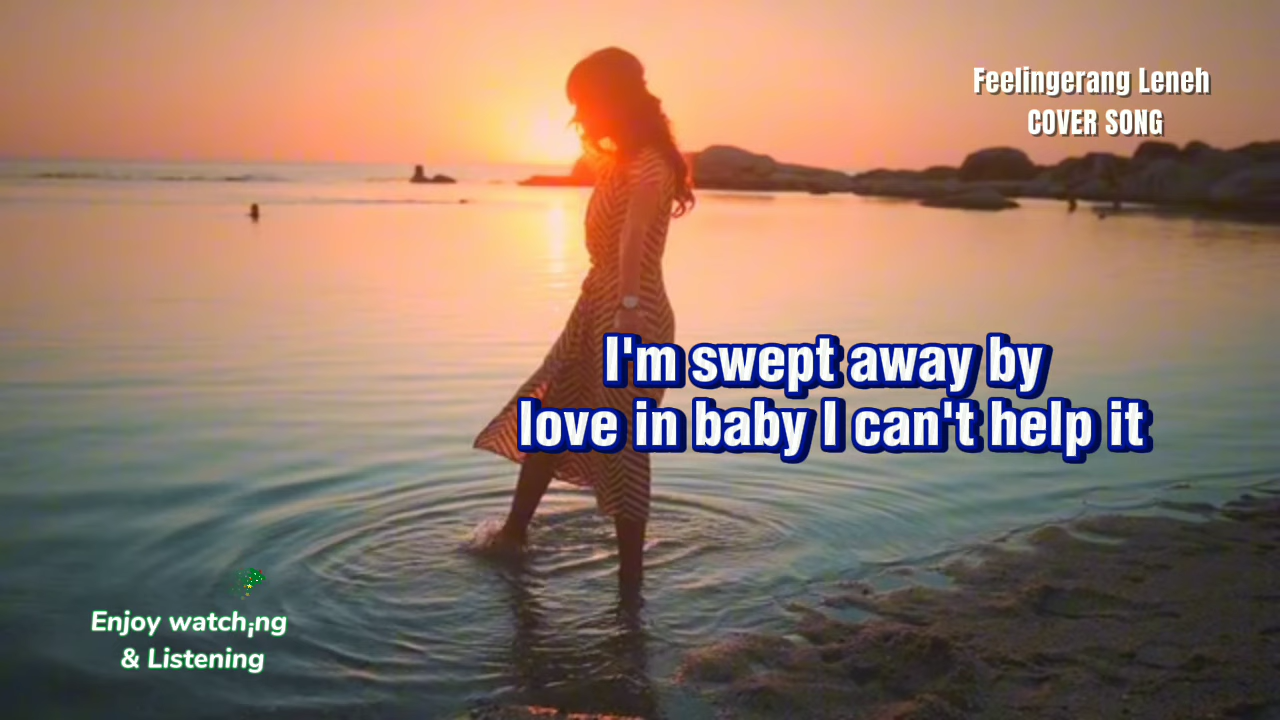 Feelingerang Leneh
COVER SONG
I'm swept away by
love in baby I can't help it
Enjoy watching
& Listening